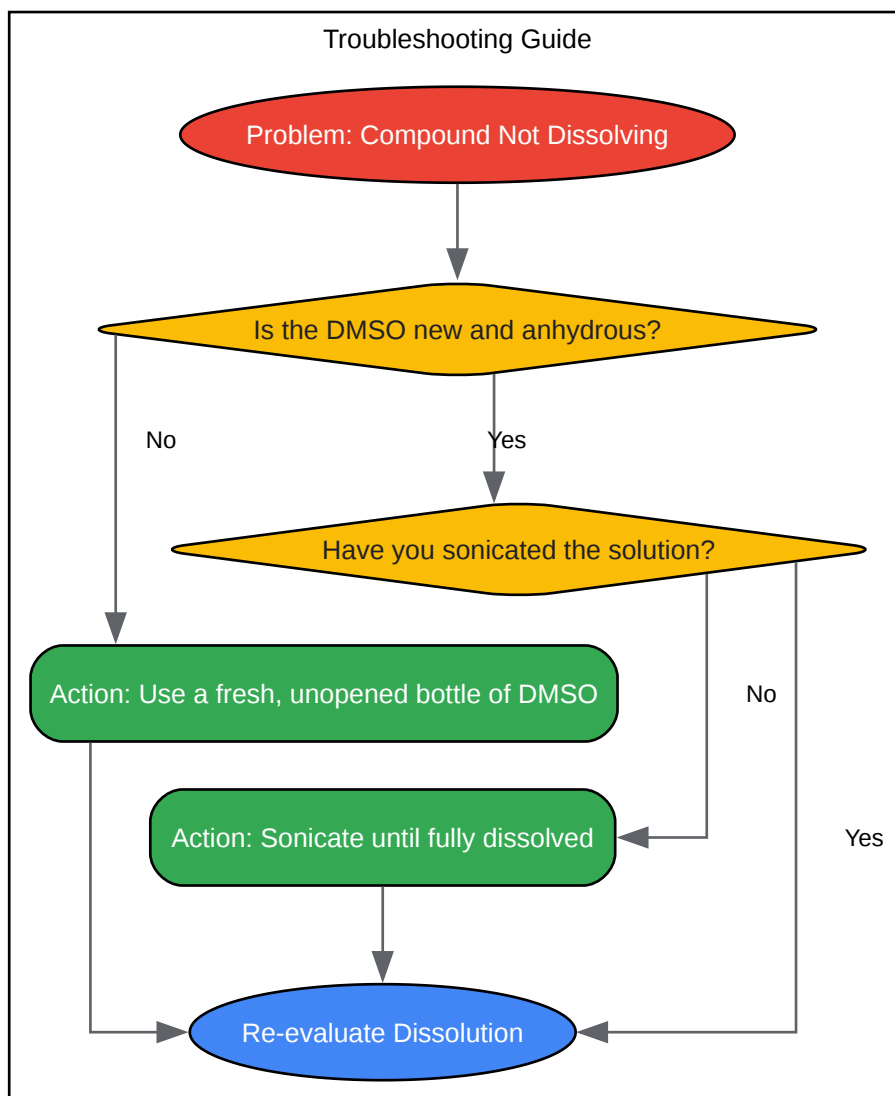 Troubleshooting Guide
Problem: Compound Not Dissolving
Is the DMSO new and anhydrous?
No
Yes
Have you sonicated the solution?
Action: Use a fresh, unopened bottle of DMSO
No
Action: Sonicate until fully dissolved
Yes
Re-evaluate Dissolution